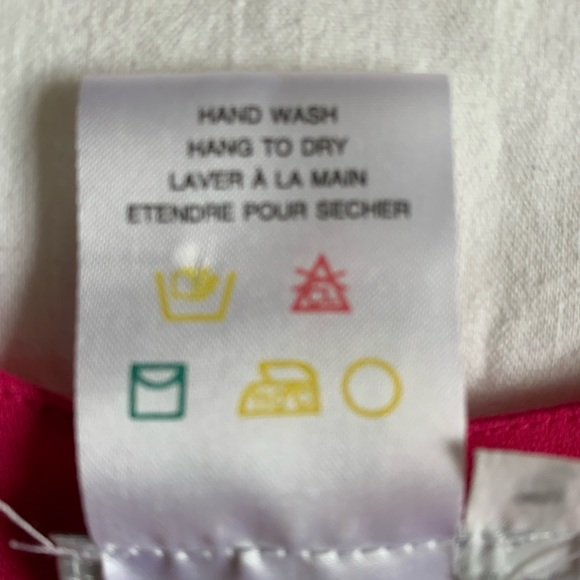 HAND WASH
HANG TO DRY
LAVER À LA MAIN
ETENDRE POUR SECHER